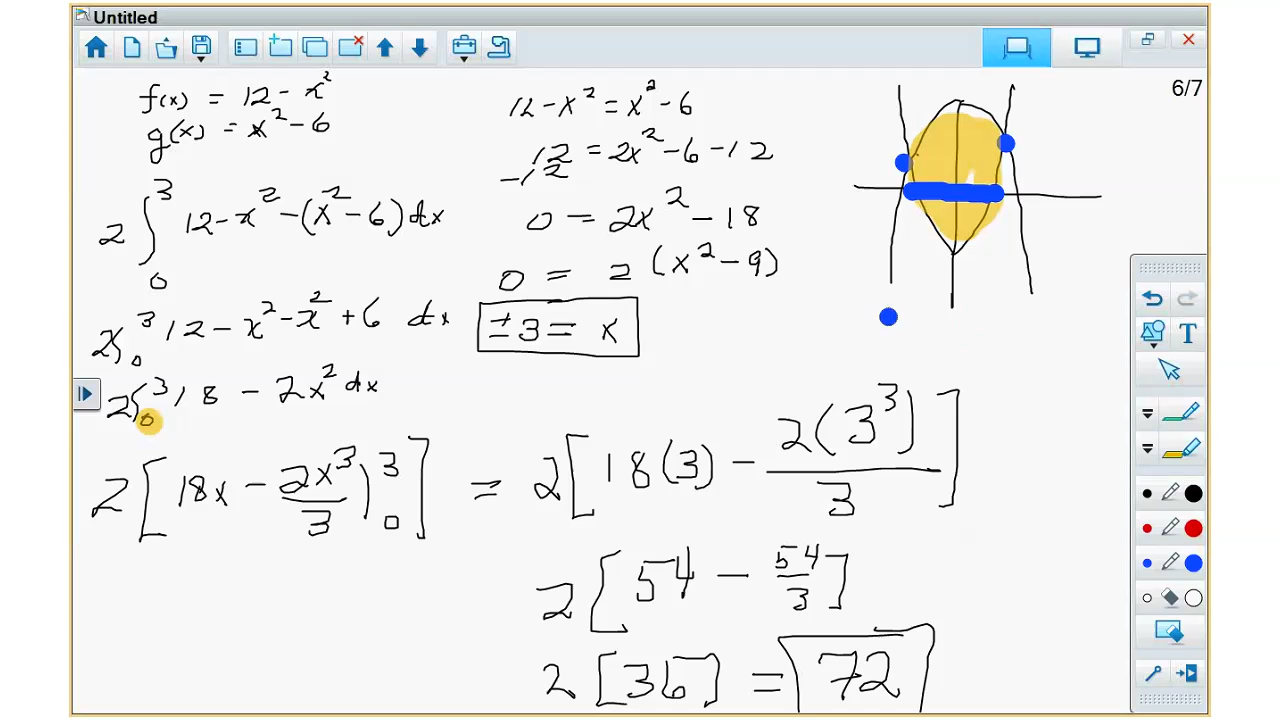 Untitled
6/7
f(x) = 12 - x²
g(x) = x² - 6
2 ∫₀³ 12 - x² - (x² - 6) dx
2∫₀³ 12 - x² - x² + 6 dx
2∫₀³ 18 - 2x² dx
2 [18x - 2x³/3 ) 3 0 ]
12 - x² = x² - 6
12 = 2x² - 6 - 12
-12
0 = 2x² - 18
0 = 2 (x² - 9)
±3 = x
= 2[18(3) - 2(3³)/3]
2[54 - 54/3]
2[36] = 72
T